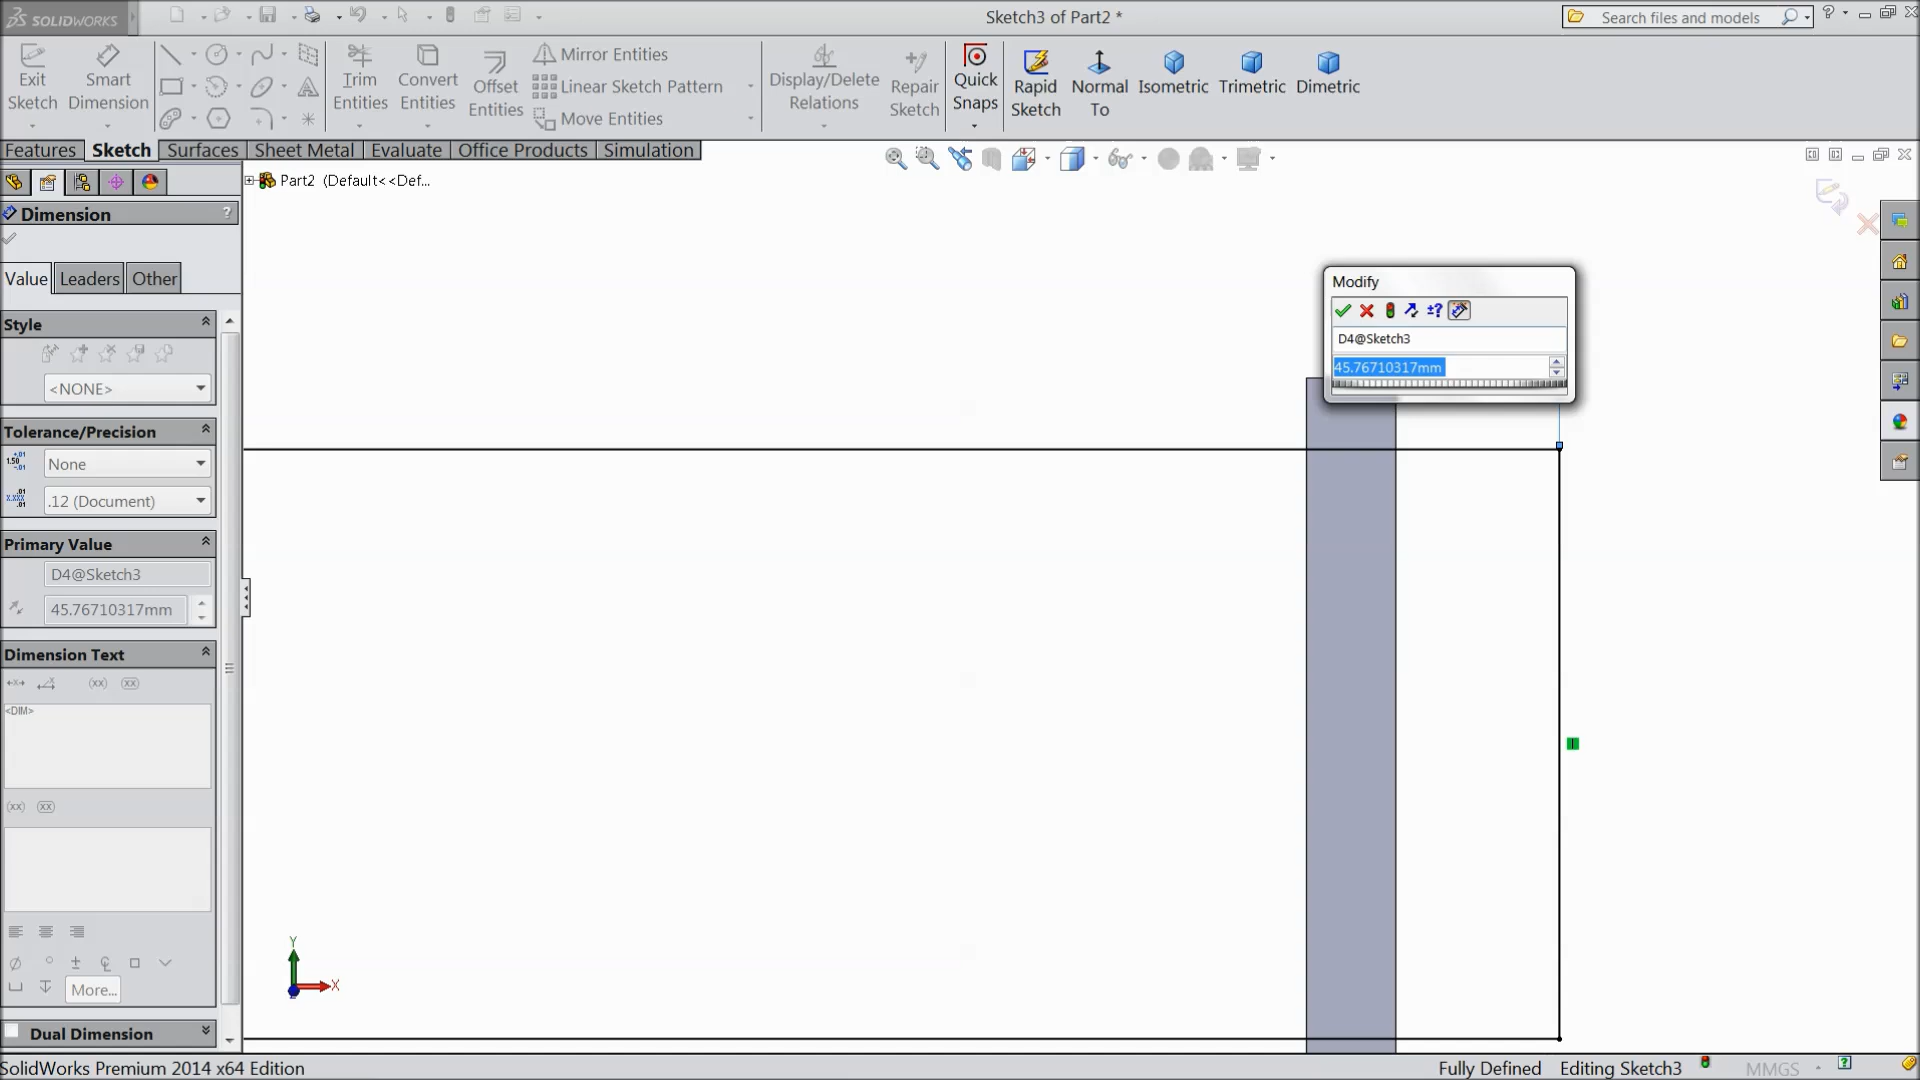 SOLIDWORKS
Sketch3 of Part2 *
Search files and models
?
Exit Sketch
Smart Dimension
Trim Entities
Convert Entities
Offset Entities
Mirror Entities
Linear Sketch Pattern
Move Entities
Display/Delete Relations
Repair Sketch
Quick Snaps
Rapid Sketch
Normal To
Isometric
Trimetric
Dimetric
Features
Sketch
Surfaces
Sheet Metal
Evaluate
Office Products
Simulation
Part2 (Default<<Def...
Dimension
?
Value
Leaders
Other
Style
<NONE>
Tolerance/Precision
None
.12 (Document)
Primary Value
D4@Sketch3
45.76710317mm
Dimension Text
(xx)
(xx)
<DIM>
(xx)
(xx)
More...
Dual Dimension
Modify
±?
D4@Sketch3
45.76710317mm
Y
X
SolidWorks Premium 2014 x64 Edition
Fully Defined
Editing Sketch3
MMGS
?